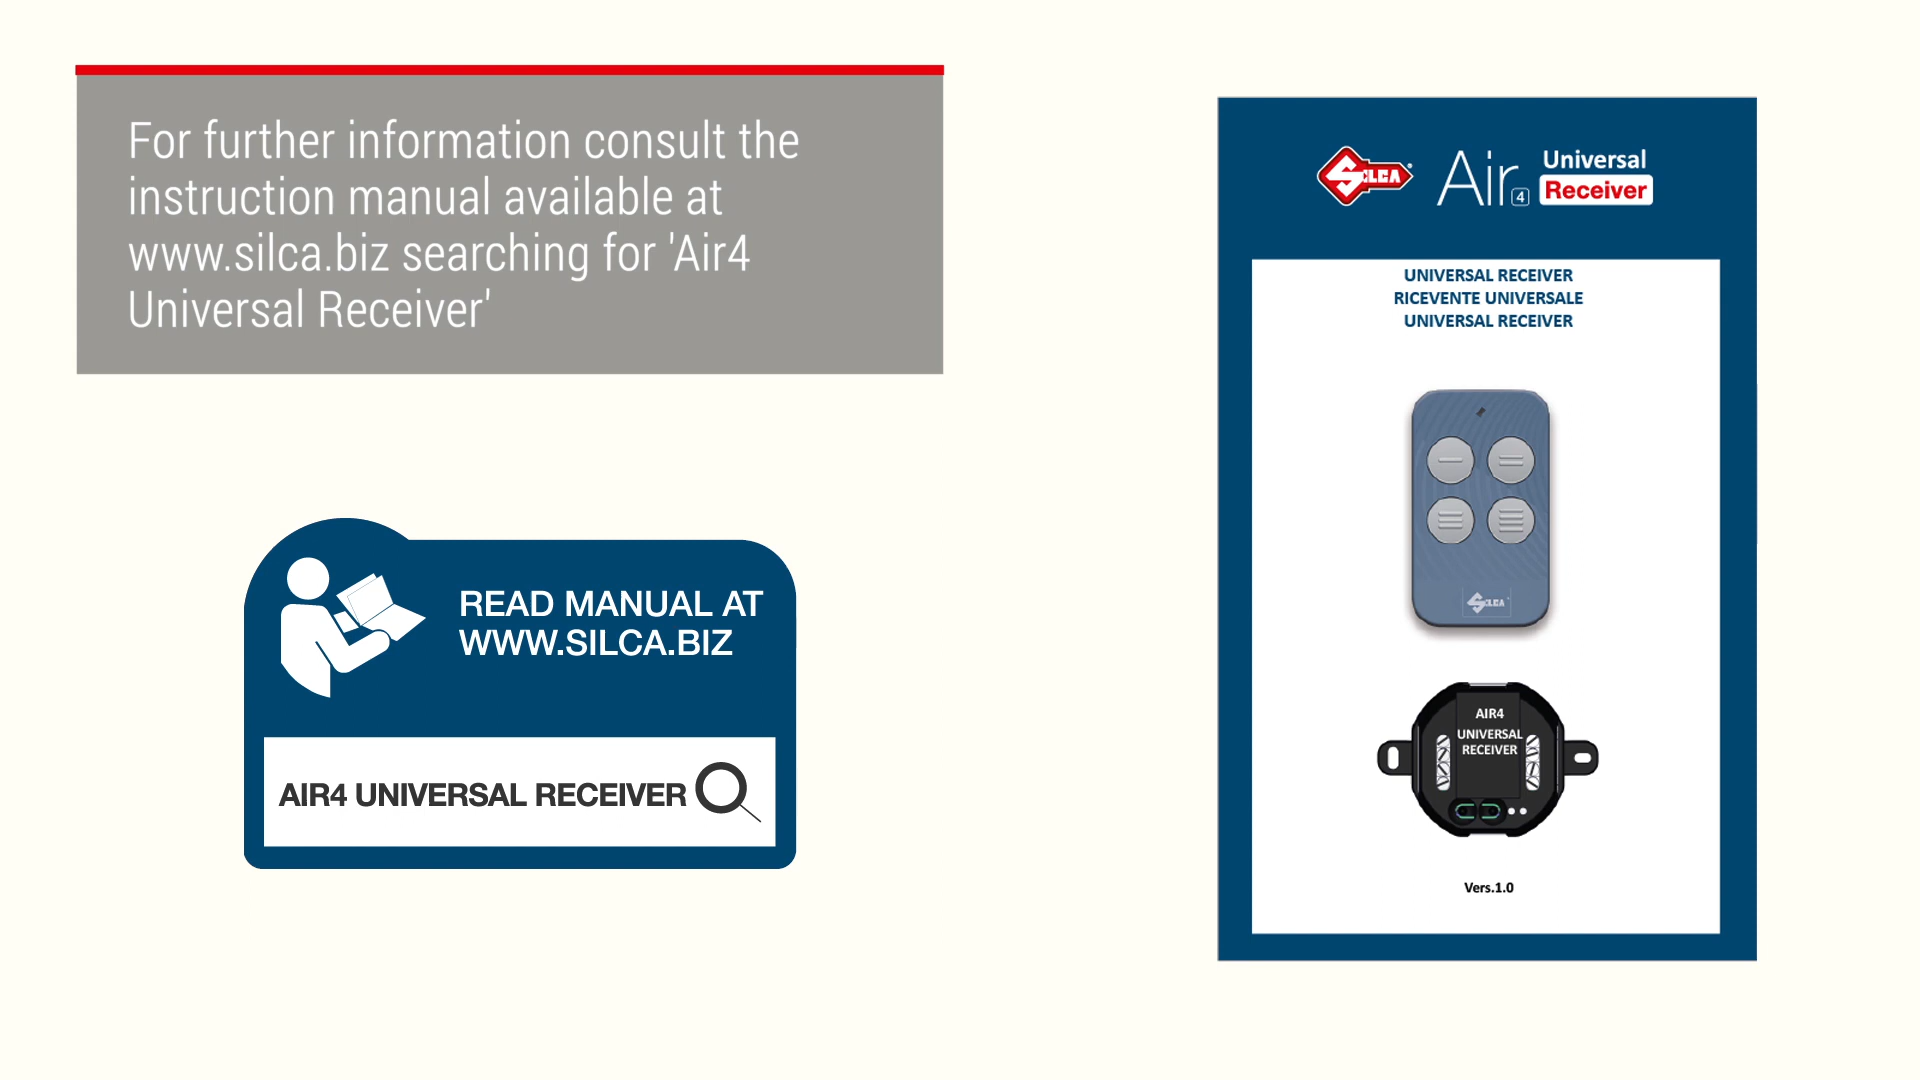 For further information consult the
instruction manual available at
www.silca.biz searching for 'Air4
Universal Receiver'
READ MANUAL AT
WWW.SILCA.BIZ
AIR4 UNIVERSAL RECEIVER
SILCA Air4 Universal
Receiver
UNIVERSAL RECEIVER
RICEVENTE UNIVERSALE
UNIVERSAL RECEIVER
SILCA
AIR4
UNIVERSAL
RECEIVER
Vers.1.0